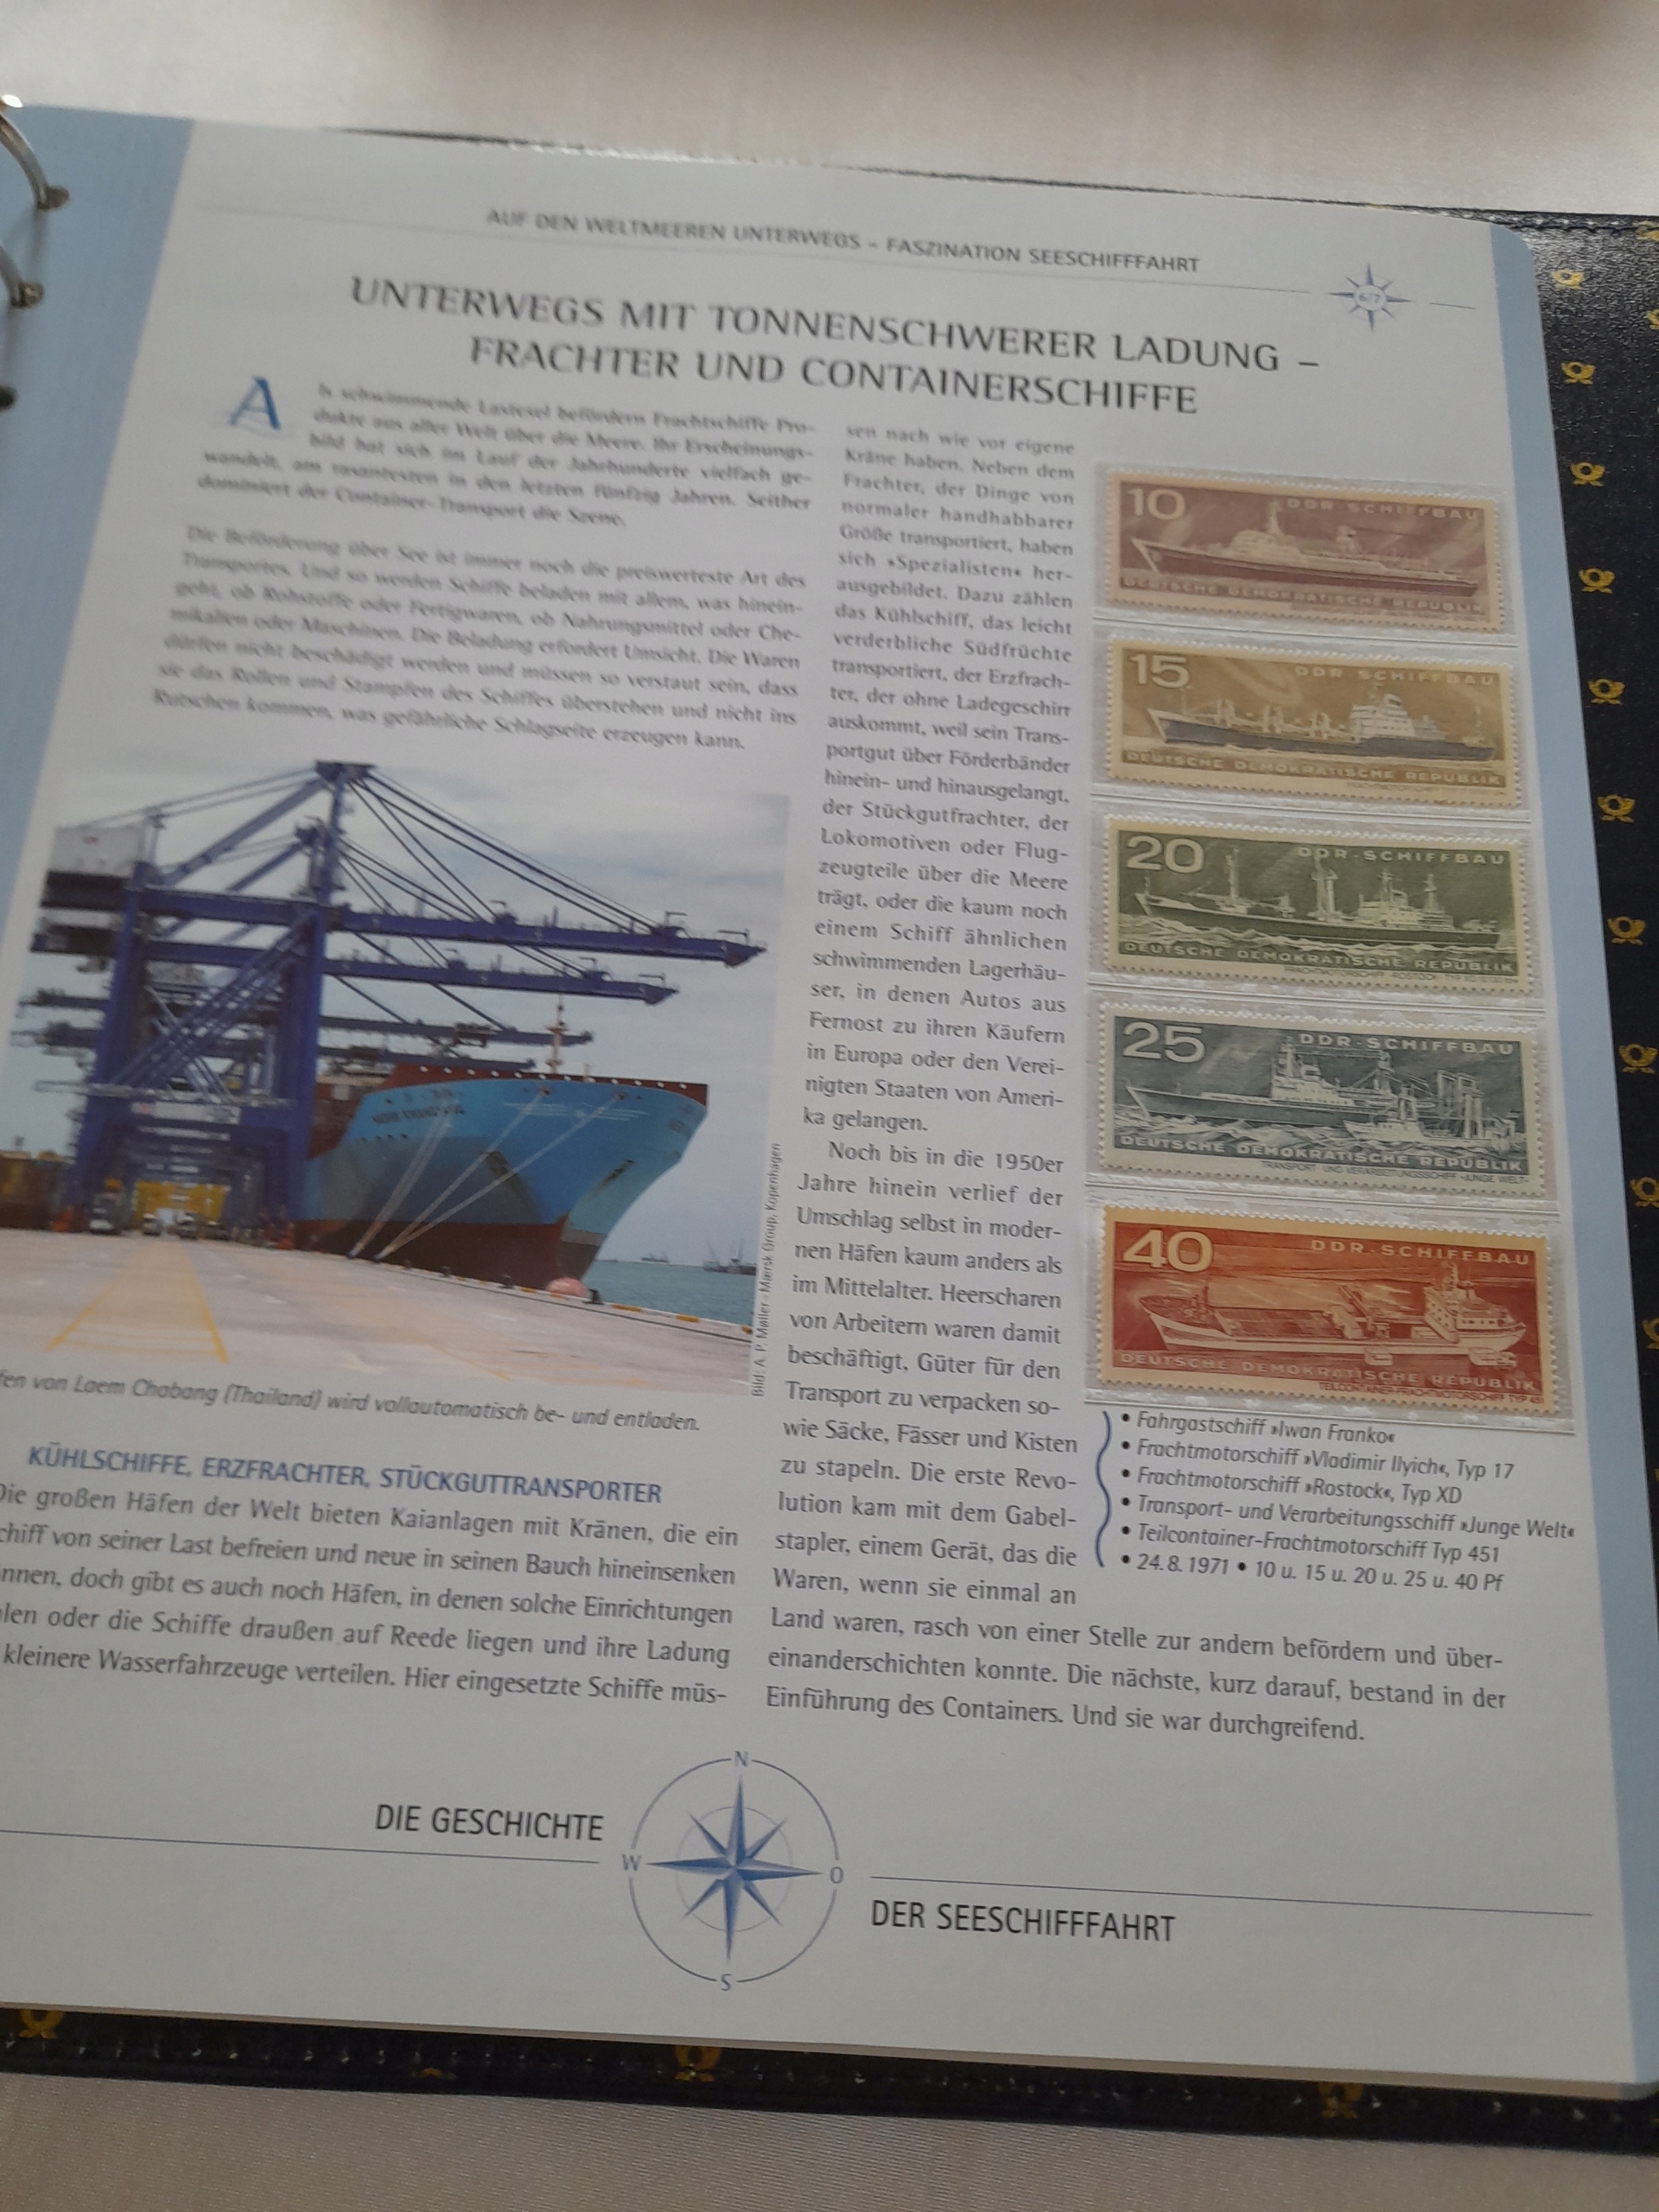 AUF DEN WELTMEEREN UNTERWEGS – FASZINATION SEESCHIFFFAHRT
6/7
UNTERWEGS MIT TONNENSCHWERER LADUNG –
FRACHTER UND CONTAINERSCHIFFE
Als schwimmende Lastesel befördern Frachtschiffe Pro-
dukte aus aller Welt über die Meere. Ihr Erscheinungs-
bild hat sich im Lauf der Jahrhunderte vielfach ge-
wandelt, am rasantesten in den letzten fünfzig Jahren. Seither
dominiert der Container-Transport die Szene.
Die Beförderung über See ist immer noch die preiswerteste Art des
Transportes. Und so werden Schiffe beladen mit allem, was hinein-
geht, ob Rohstoffe oder Fertigwaren, ob Nahrungsmittel oder Che-
mikalien oder Maschinen. Die Beladung erfordert Umsicht. Die Waren
dürfen nicht beschädigt werden und müssen so verstaut sein, dass
sie das Rollen und Stampfen des Schiffes überstehen und nicht ins
Rutschen kommen, was gefährliche Schlagseite erzeugen kann.
Bild: A. P. Møller - Mærsk Group, Kopenhagen
fen von Laem Chabang (Thailand) wird vollautomatisch be- und entladen.
KÜHLSCHIFFE, ERZFRACHTER, STÜCKGUTTRANSPORTER
Die großen Häfen der Welt bieten Kaianlagen mit Kränen, die ein
chiff von seiner Last befreien und neue in seinen Bauch hineinsenken
nnen, doch gibt es auch noch Häfen, in denen solche Einrichtungen
len oder die Schiffe draußen auf Reede liegen und ihre Ladung
kleinere Wasserfahrzeuge verteilen. Hier eingesetzte Schiffe müs-
sen nach wie vor eigene
Kräne haben. Neben dem
Frachter, der Dinge von
normaler handhabbarer
Größe transportiert, haben
sich »Spezialisten« her-
ausgebildet. Dazu zählen
das Kühlschiff, das leicht
verderbliche Südfrüchte
transportiert, der Erzfrach-
ter, der ohne Ladegeschirr
auskommt, weil sein Trans-
portgut über Förderbänder
hinein- und hinausgelangt,
der Stückgutfrachter, der
Lokomotiven oder Flug-
zeugteile über die Meere
trägt, oder die kaum noch
einem Schiff ähnlichen
schwimmenden Lagerhäu-
ser, in denen Autos aus
Fernost zu ihren Käufern
in Europa oder den Verei-
nigten Staaten von Ameri-
ka gelangen.
Noch bis in die 1950er
Jahre hinein verlief der
Umschlag selbst in moder-
nen Häfen kaum anders als
im Mittelalter. Heerscharen
von Arbeitern waren damit
beschäftigt, Güter für den
Transport zu verpacken so-
wie Säcke, Fässer und Kisten
zu stapeln. Die erste Revo-
lution kam mit dem Gabel-
stapler, einem Gerät, das die
Waren, wenn sie einmal an
Land waren, rasch von einer Stelle zur andern befördern und über-
einanderschichten konnte. Die nächste, kurz darauf, bestand in der
Einführung des Containers. Und sie war durchgreifend.
10 DDR-SCHIFFBAU
DEUTSCHE DEMOKRATISCHE REPUBLIK
15 DDR-SCHIFFBAU
DEUTSCHE DEMOKRATISCHE REPUBLIK
20 DDR-SCHIFFBAU
DEUTSCHE DEMOKRATISCHE REPUBLIK
25 DDR-SCHIFFBAU
DEUTSCHE DEMOKRATISCHE REPUBLIK
TRANSPORT UND VERARBEITUNGSSCHIFF »JUNGE WELT«
40 DDR-SCHIFFBAU
DEUTSCHE DEMOKRATISCHE REPUBLIK
TEILCONTAINER-FRACHTMOTORSCHIFF TYP 451
• Fahrgastschiff »Iwan Franko«
• Frachtmotorschiff »Vladimir Ilyich«, Typ 17
• Frachtmotorschiff »Rostock«, Typ XD
• Transport- und Verarbeitungsschiff »Junge Welt«
• Teilcontainer-Frachtmotorschiff Typ 451
• 24.8.1971 • 10 u. 15 u. 20 u. 25 u. 40 Pf
DIE GESCHICHTE
N
W
O
S
DER SEESCHIFFFAHRT